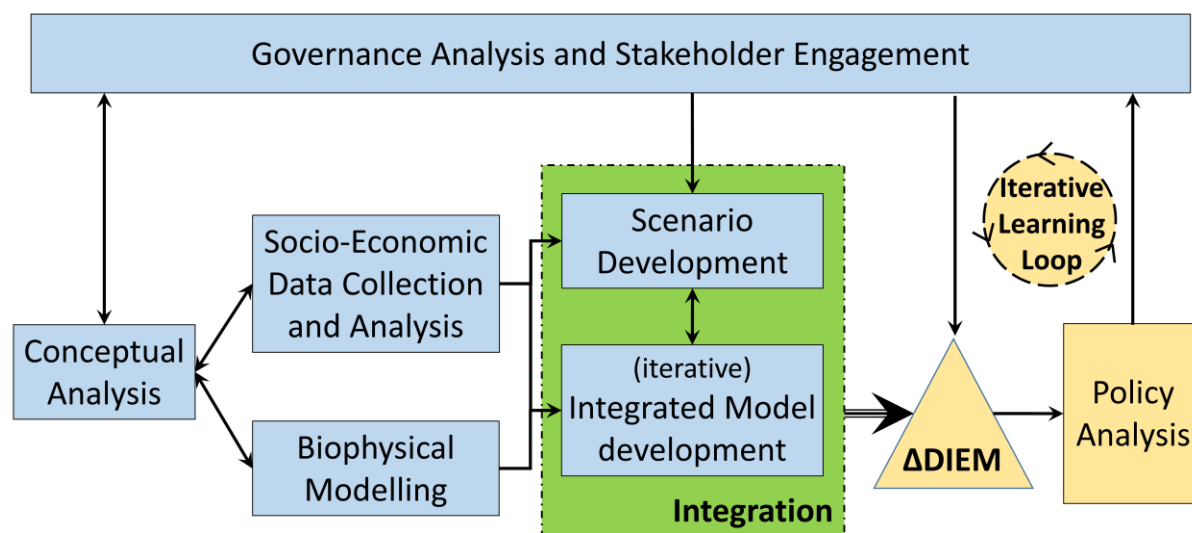 Governance Analysis and Stakeholder Engagement
Iterative
Learning
Loop
Scenario
Development
Socio-Economic
Data Collection
and Analysis
Conceptual
Analysis
(iterative)
Integrated Model
development
Biophysical
Modelling
Integration
ΔDIEM
Policy
Analysis